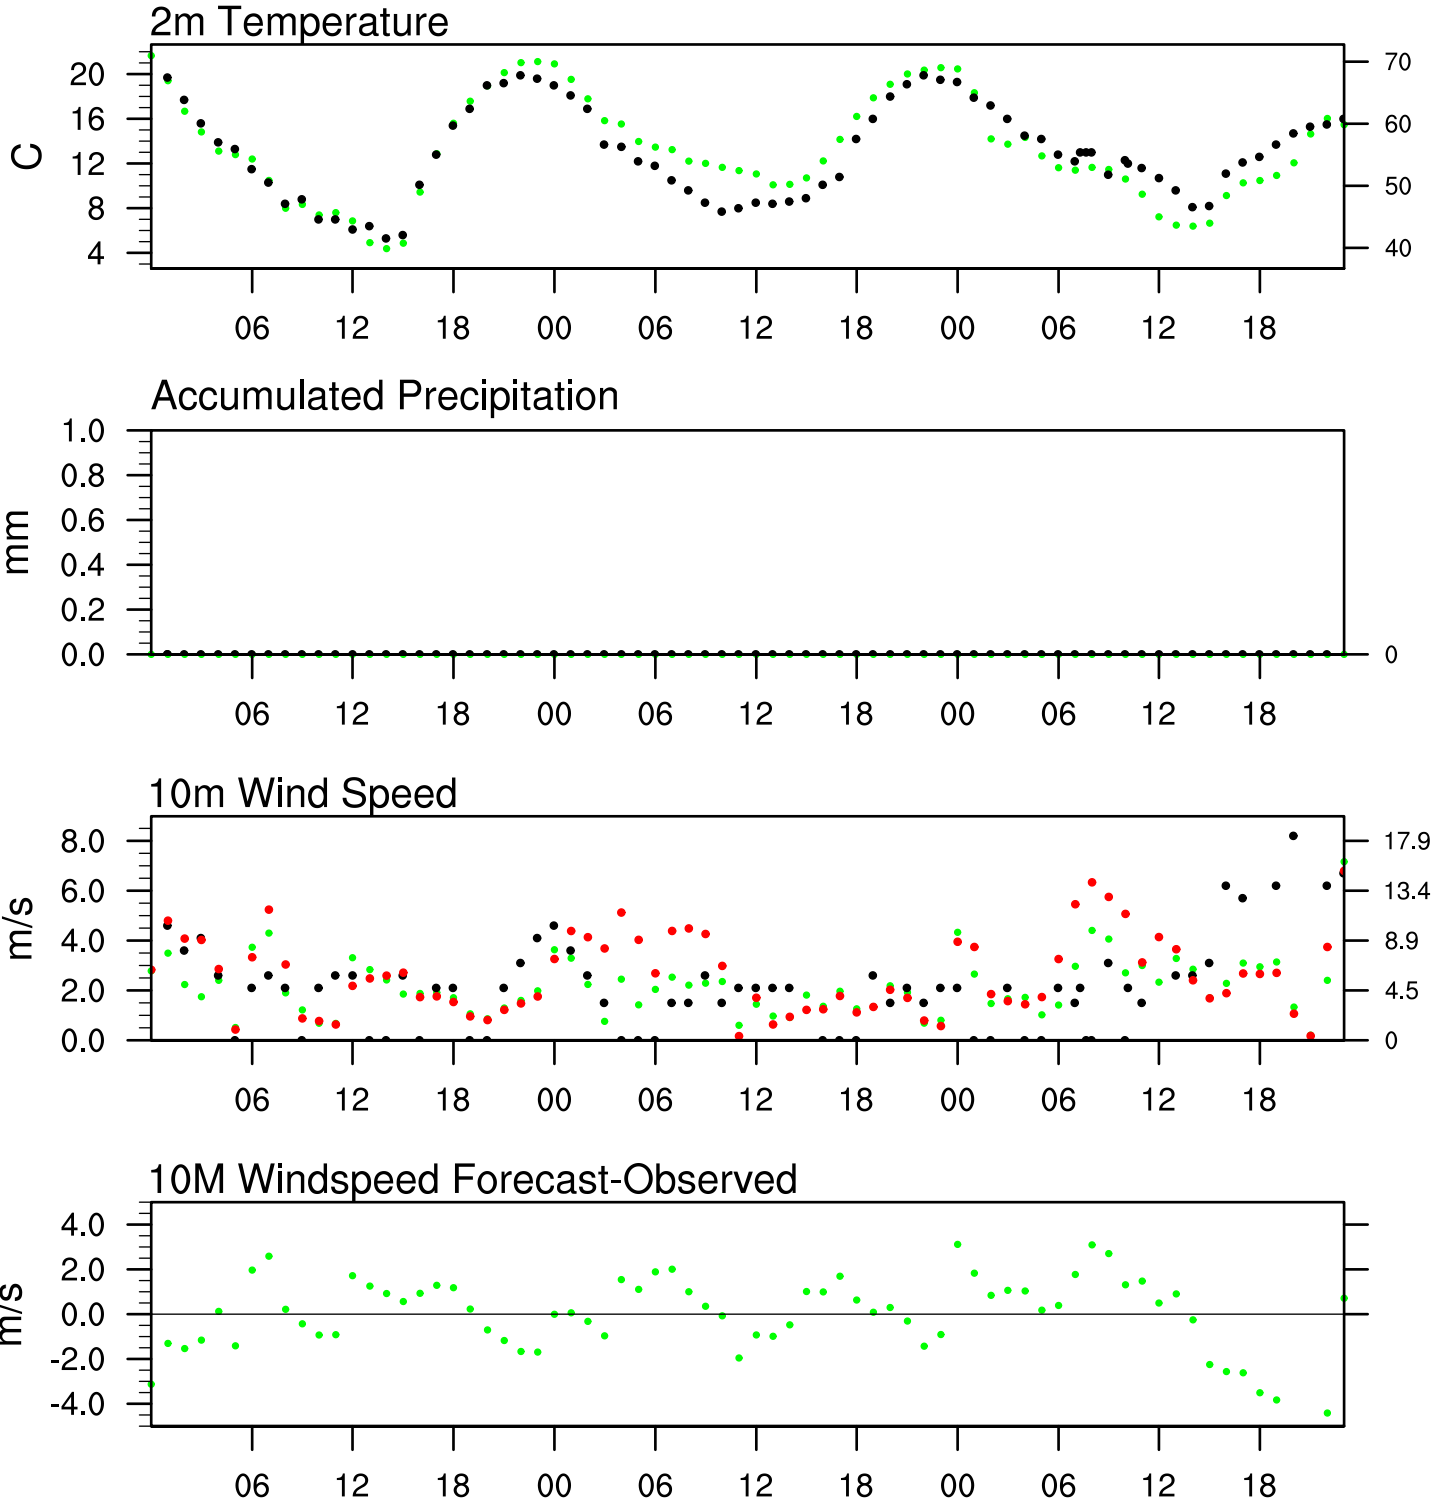 2m Temperature
20 70
16 60
C
12
50
8
4 40
06 12 18 00 06 12 18 00 06 12 18
Accumulated Precipitation
1.0
0.8
0.6
mm
0.4
0.2
0.0 0
06 12 18 00 06 12 18 00 06 12 18
10m Wind Speed
8.0 17.9
6.0 13.4
m/s
4.0 8.9
2.0 4.5
0.0 0
06 12 18 00 06 12 18 00 06 12 18
10M Windspeed Forecast-Observed
4.0
2.0
0.0
m/s
-2.0
-4.0
06 12 18 00 06 12 18 00 06 12 18